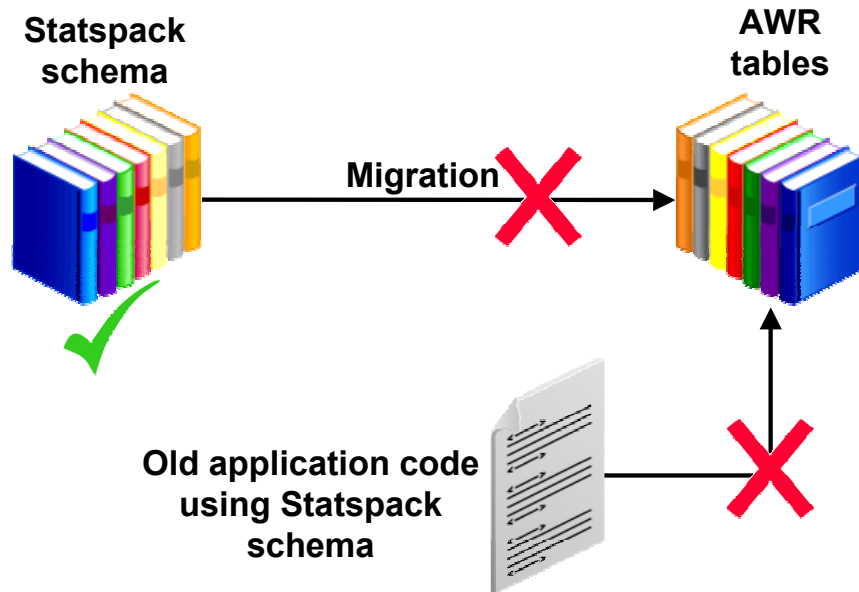 Statspack
schema
AWR
tables
Migration
Old application code
using Statspack
schema